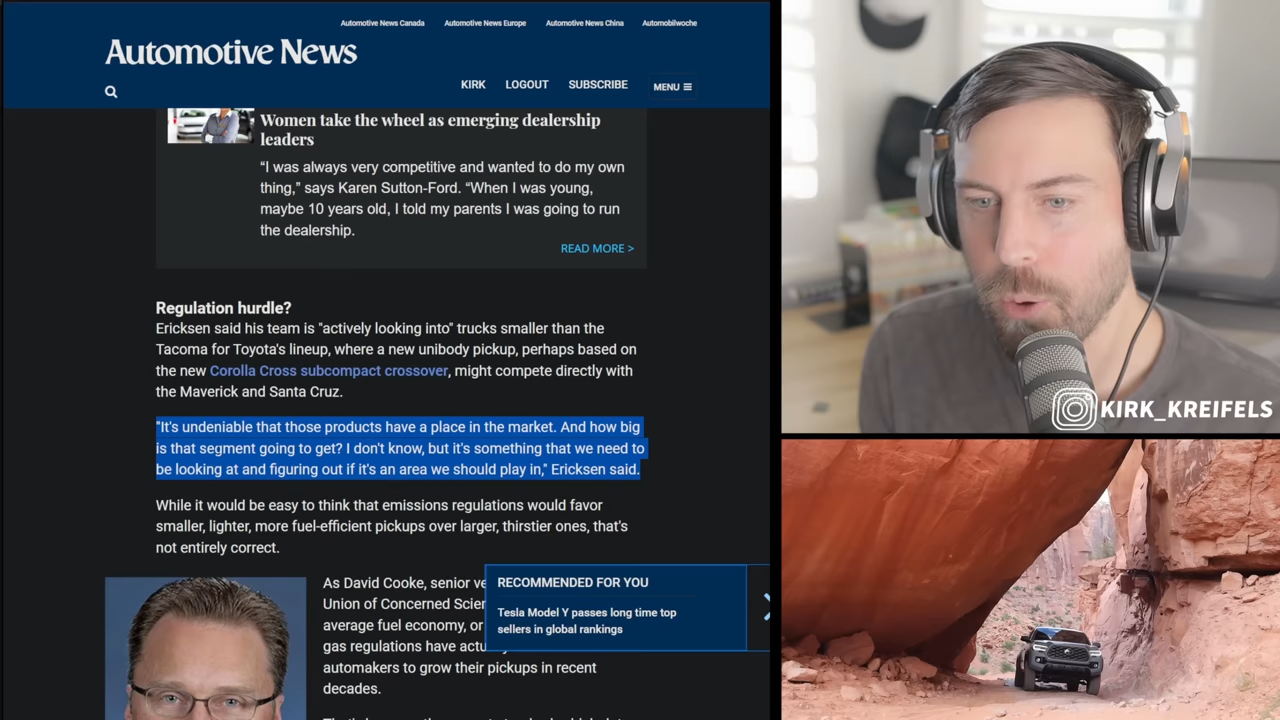 Automotive News Canada Automotive News Europe Automotive News China Automobilwoche
Automotive News
KIRK LOGOUT SUBSCRIBE MENU
Women take the wheel as emerging dealership
leaders
“I was always very competitive and wanted to do my own
thing,” says Karen Sutton-Ford. “When I was young,
maybe 10 years old, I told my parents I was going to run
the dealership.
READ MORE >
Regulation hurdle?
Ericksen said his team is "actively looking into" trucks smaller than the
Tacoma for Toyota's lineup, where a new unibody pickup, perhaps based on
the new Corolla Cross subcompact crossover, might compete directly with
the Maverick and Santa Cruz.
"It's undeniable that those products have a place in the market. And how big
is that segment going to get? I don't know, but it's something that we need to
be looking at and figuring out if it's an area we should play in," Ericksen said.
While it would be easy to think that emissions regulations would favor
smaller, lighter, more fuel-efficient pickups over larger, thirstier ones, that's
not entirely correct.
As David Cooke, senior ve
Union of Concerned Scien
average fuel economy, or
gas regulations have actu
automakers to grow their pickups in recent
decades.
RECOMMENDED FOR YOU
Tesla Model Y passes long time top
sellers in global rankings
KIRK_KREIFELS